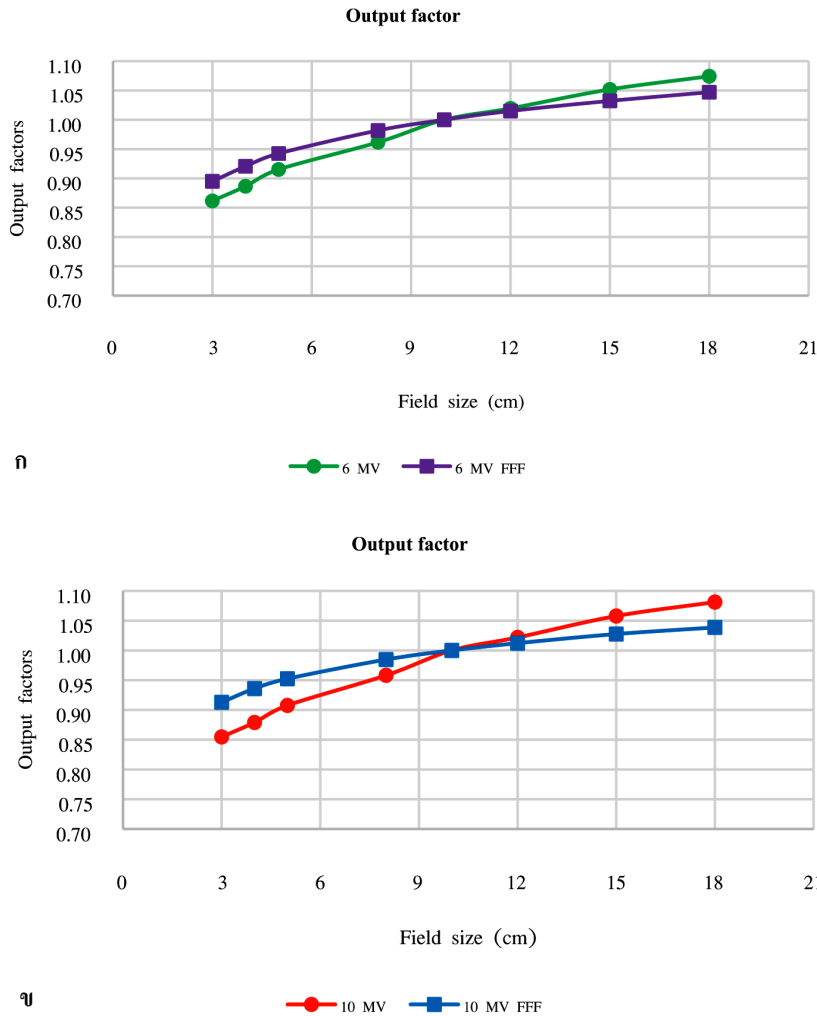 Output factor
1.10
1.05
1.00
0.95
0.90
0.85
0.80
0.75
0.70
Output factors
0 3 6 9 12 15 18 21
Field size (cm)
ก
6 MV 6 MV FFF
Output factor
1.10
1.05
1.00
0.95
0.90
0.85
0.80
0.75
0.70
Output factors
0 3 6 9 12 15 18 21
Field size (cm)
ข
10 MV 10 MV FFF